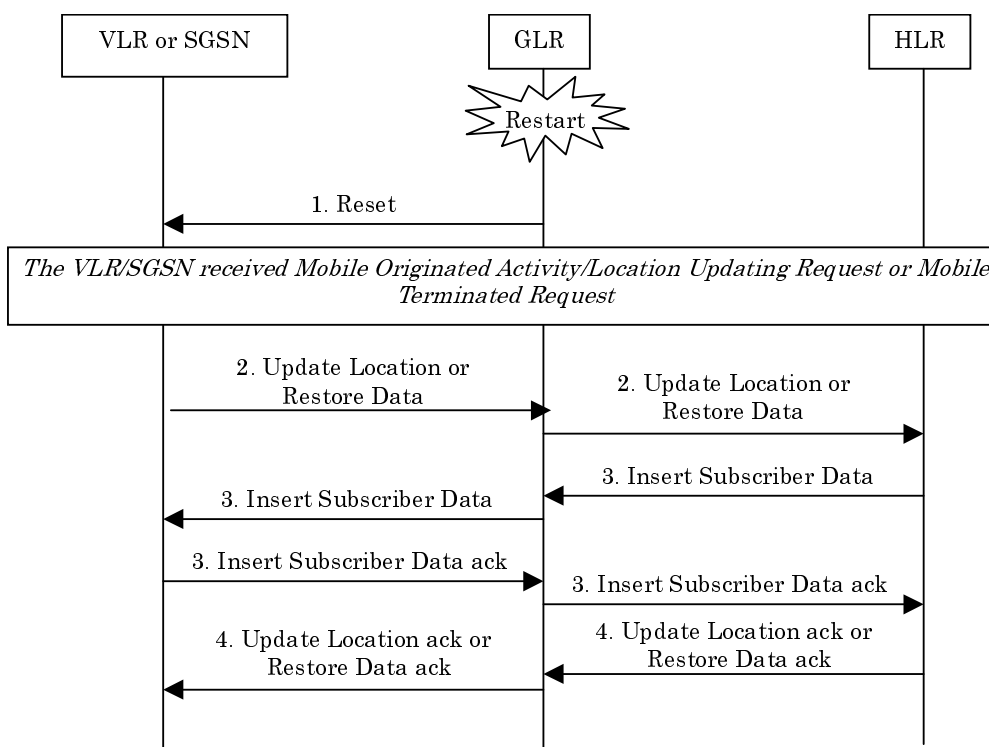 VLR or SGSN
GLR
HLR
Restart
1. Reset
The VLR/SGSN received Mobile Originated Activity/Location Updating Request or Mobile
Terminated Request
2. Update Location or
Restore Data
2. Update Location or
Restore Data
3. Insert Subscriber Data
3. Insert Subscriber Data
3. Insert Subscriber Data ack
3. Insert Subscriber Data ack
4. Update Location ack or
Restore Data ack
4. Update Location ack or
Restore Data ack